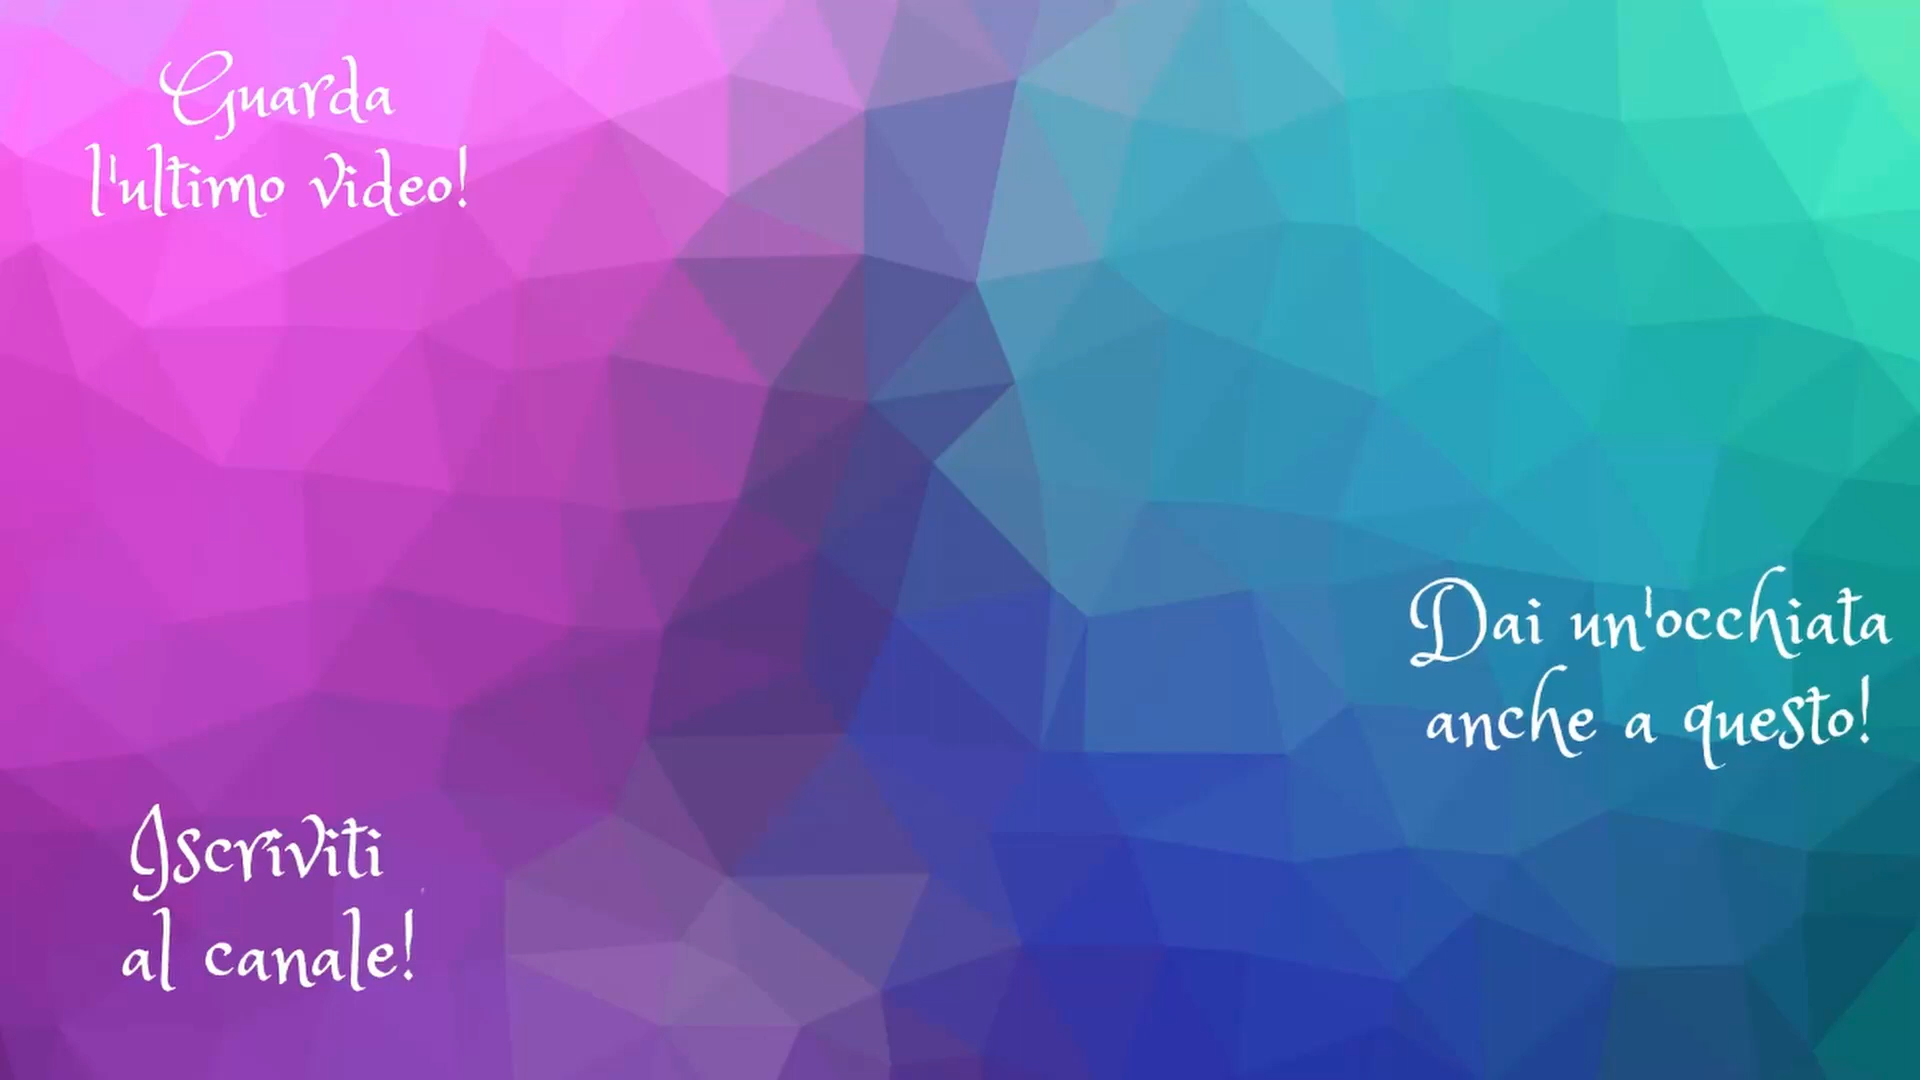 Guarda
l'ultimo video!
Dai un'occhiata
anche a questo!
Iscriviti
al canale!